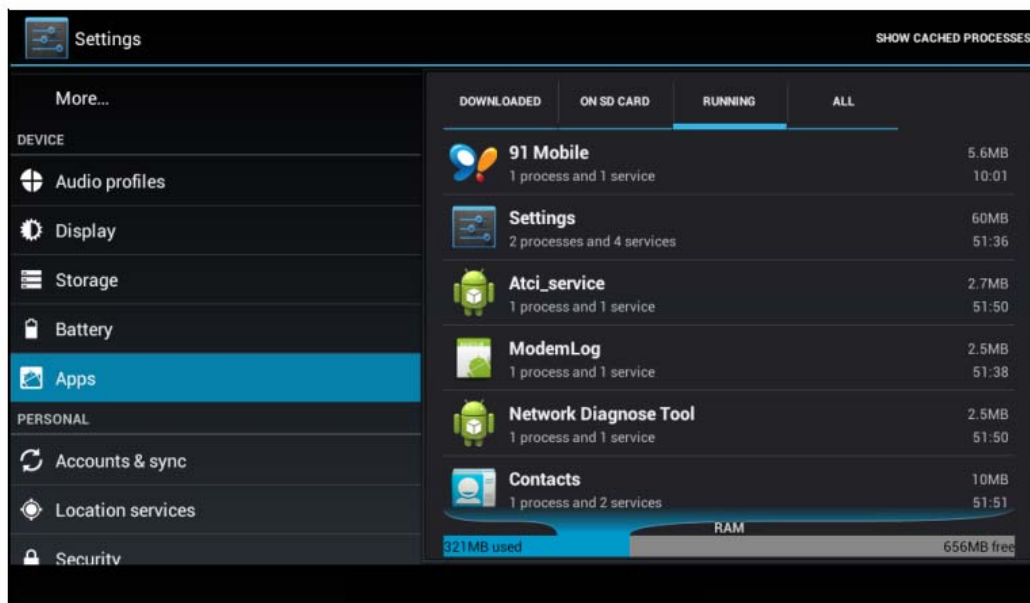 Settings
SHOW CACHED PROCESSES
More...
DEVICE
Audio profiles
Display
Storage
Battery
Apps
PERSONAL
Accounts & sync
Location services
Security
DOWNLOADED ON SD CARD RUNNING ALL
91 Mobile 5.6MB
1 process and 1 service 10:01
Settings 60MB
2 processes and 4 services 51:36
Atci_service 2.7MB
1 process and 1 service 51:50
ModemLog 2.5MB
1 process and 1 service 51:38
Network Diagnose Tool 2.5MB
1 process and 1 service 51:50
Contacts 10MB
1 process and 2 services 51:51
RAM
321MB used 656MB free